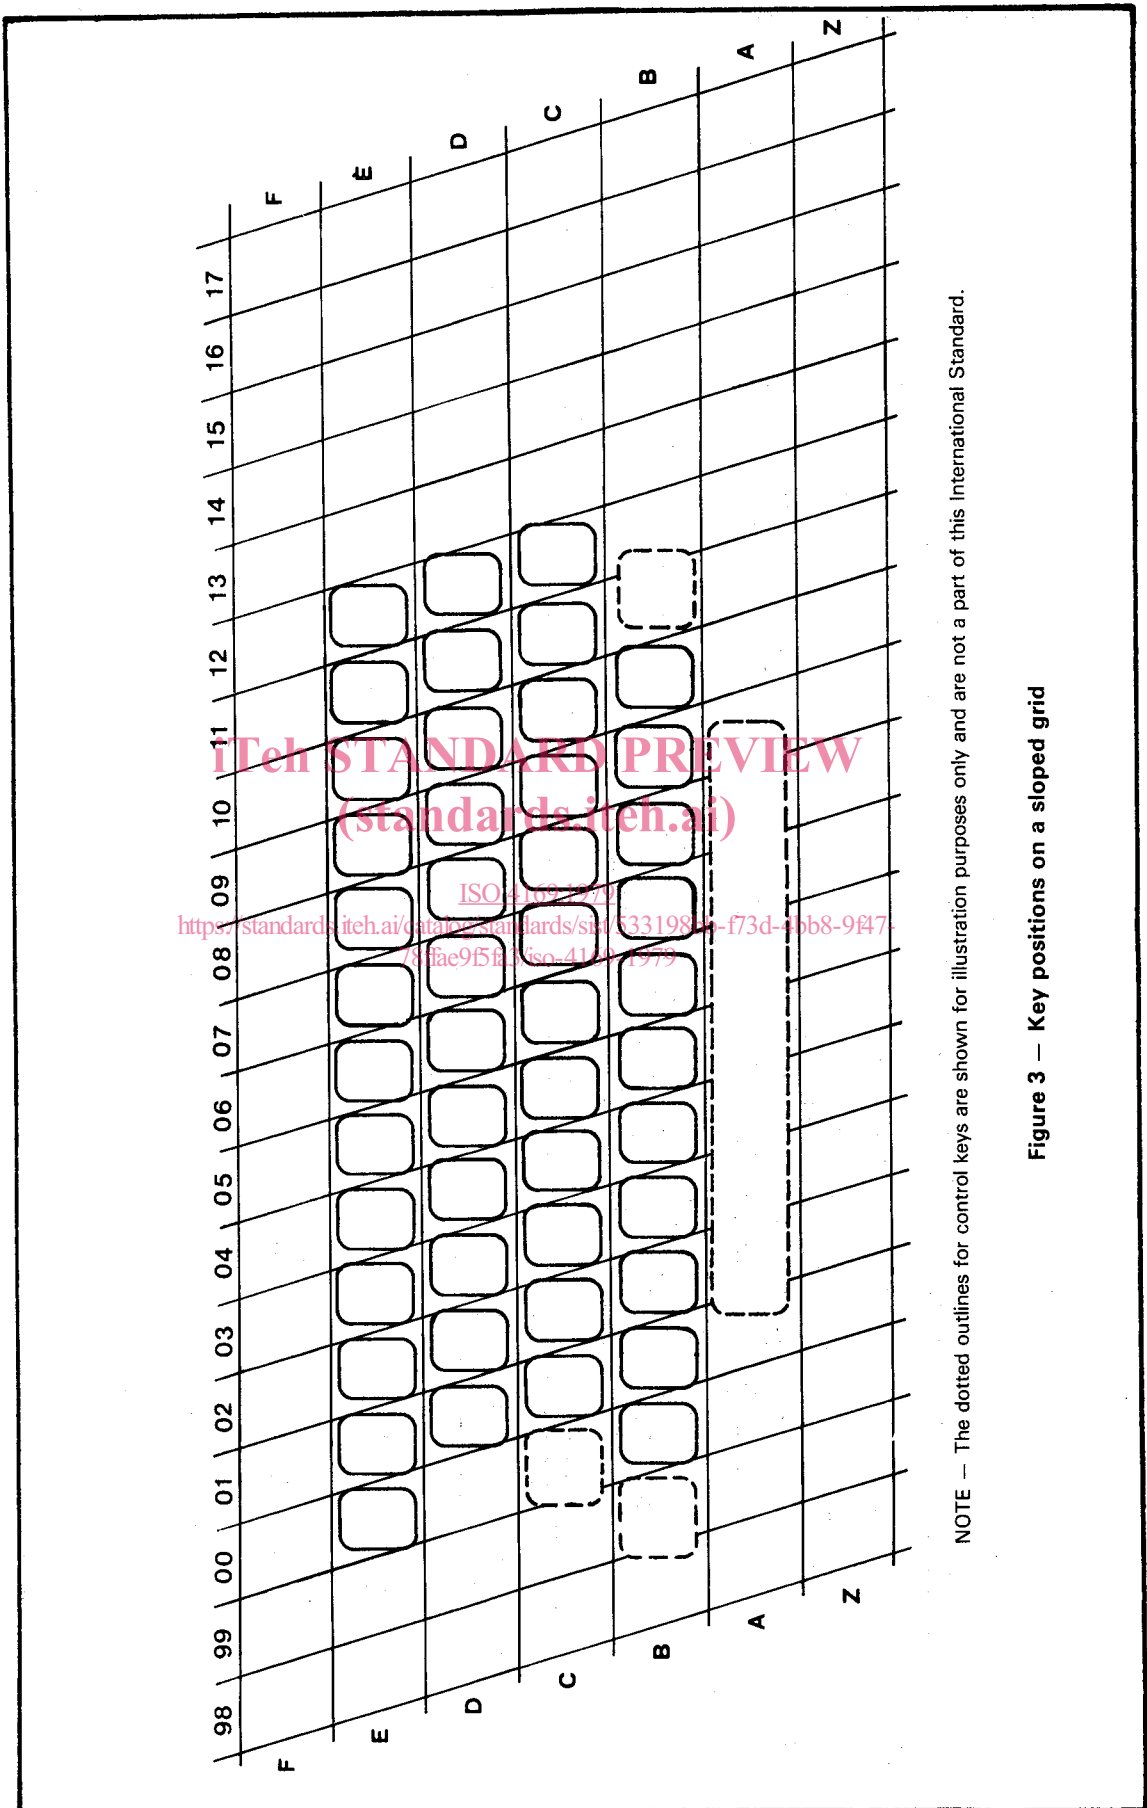 98 99 00 01 02 03 04 05 06 07 08 09 10 11 12 13 14 15 16 17
F F
E E
D D
C C
B B
A A
Z Z
NOTE — The dotted outlines for control keys are shown for illustration purposes only and are not a part of this International Standard.
Figure 3 — Key positions on a sloped grid
iTeh STANDARD PREVIEW
(standards.iteh.ai)
ISO 4169:1979
https://standards.iteh.ai/catalog/standards/sist/533198bb-f73d-4bb8-9f47-
78ffae9f5fa3/iso-4169-1979